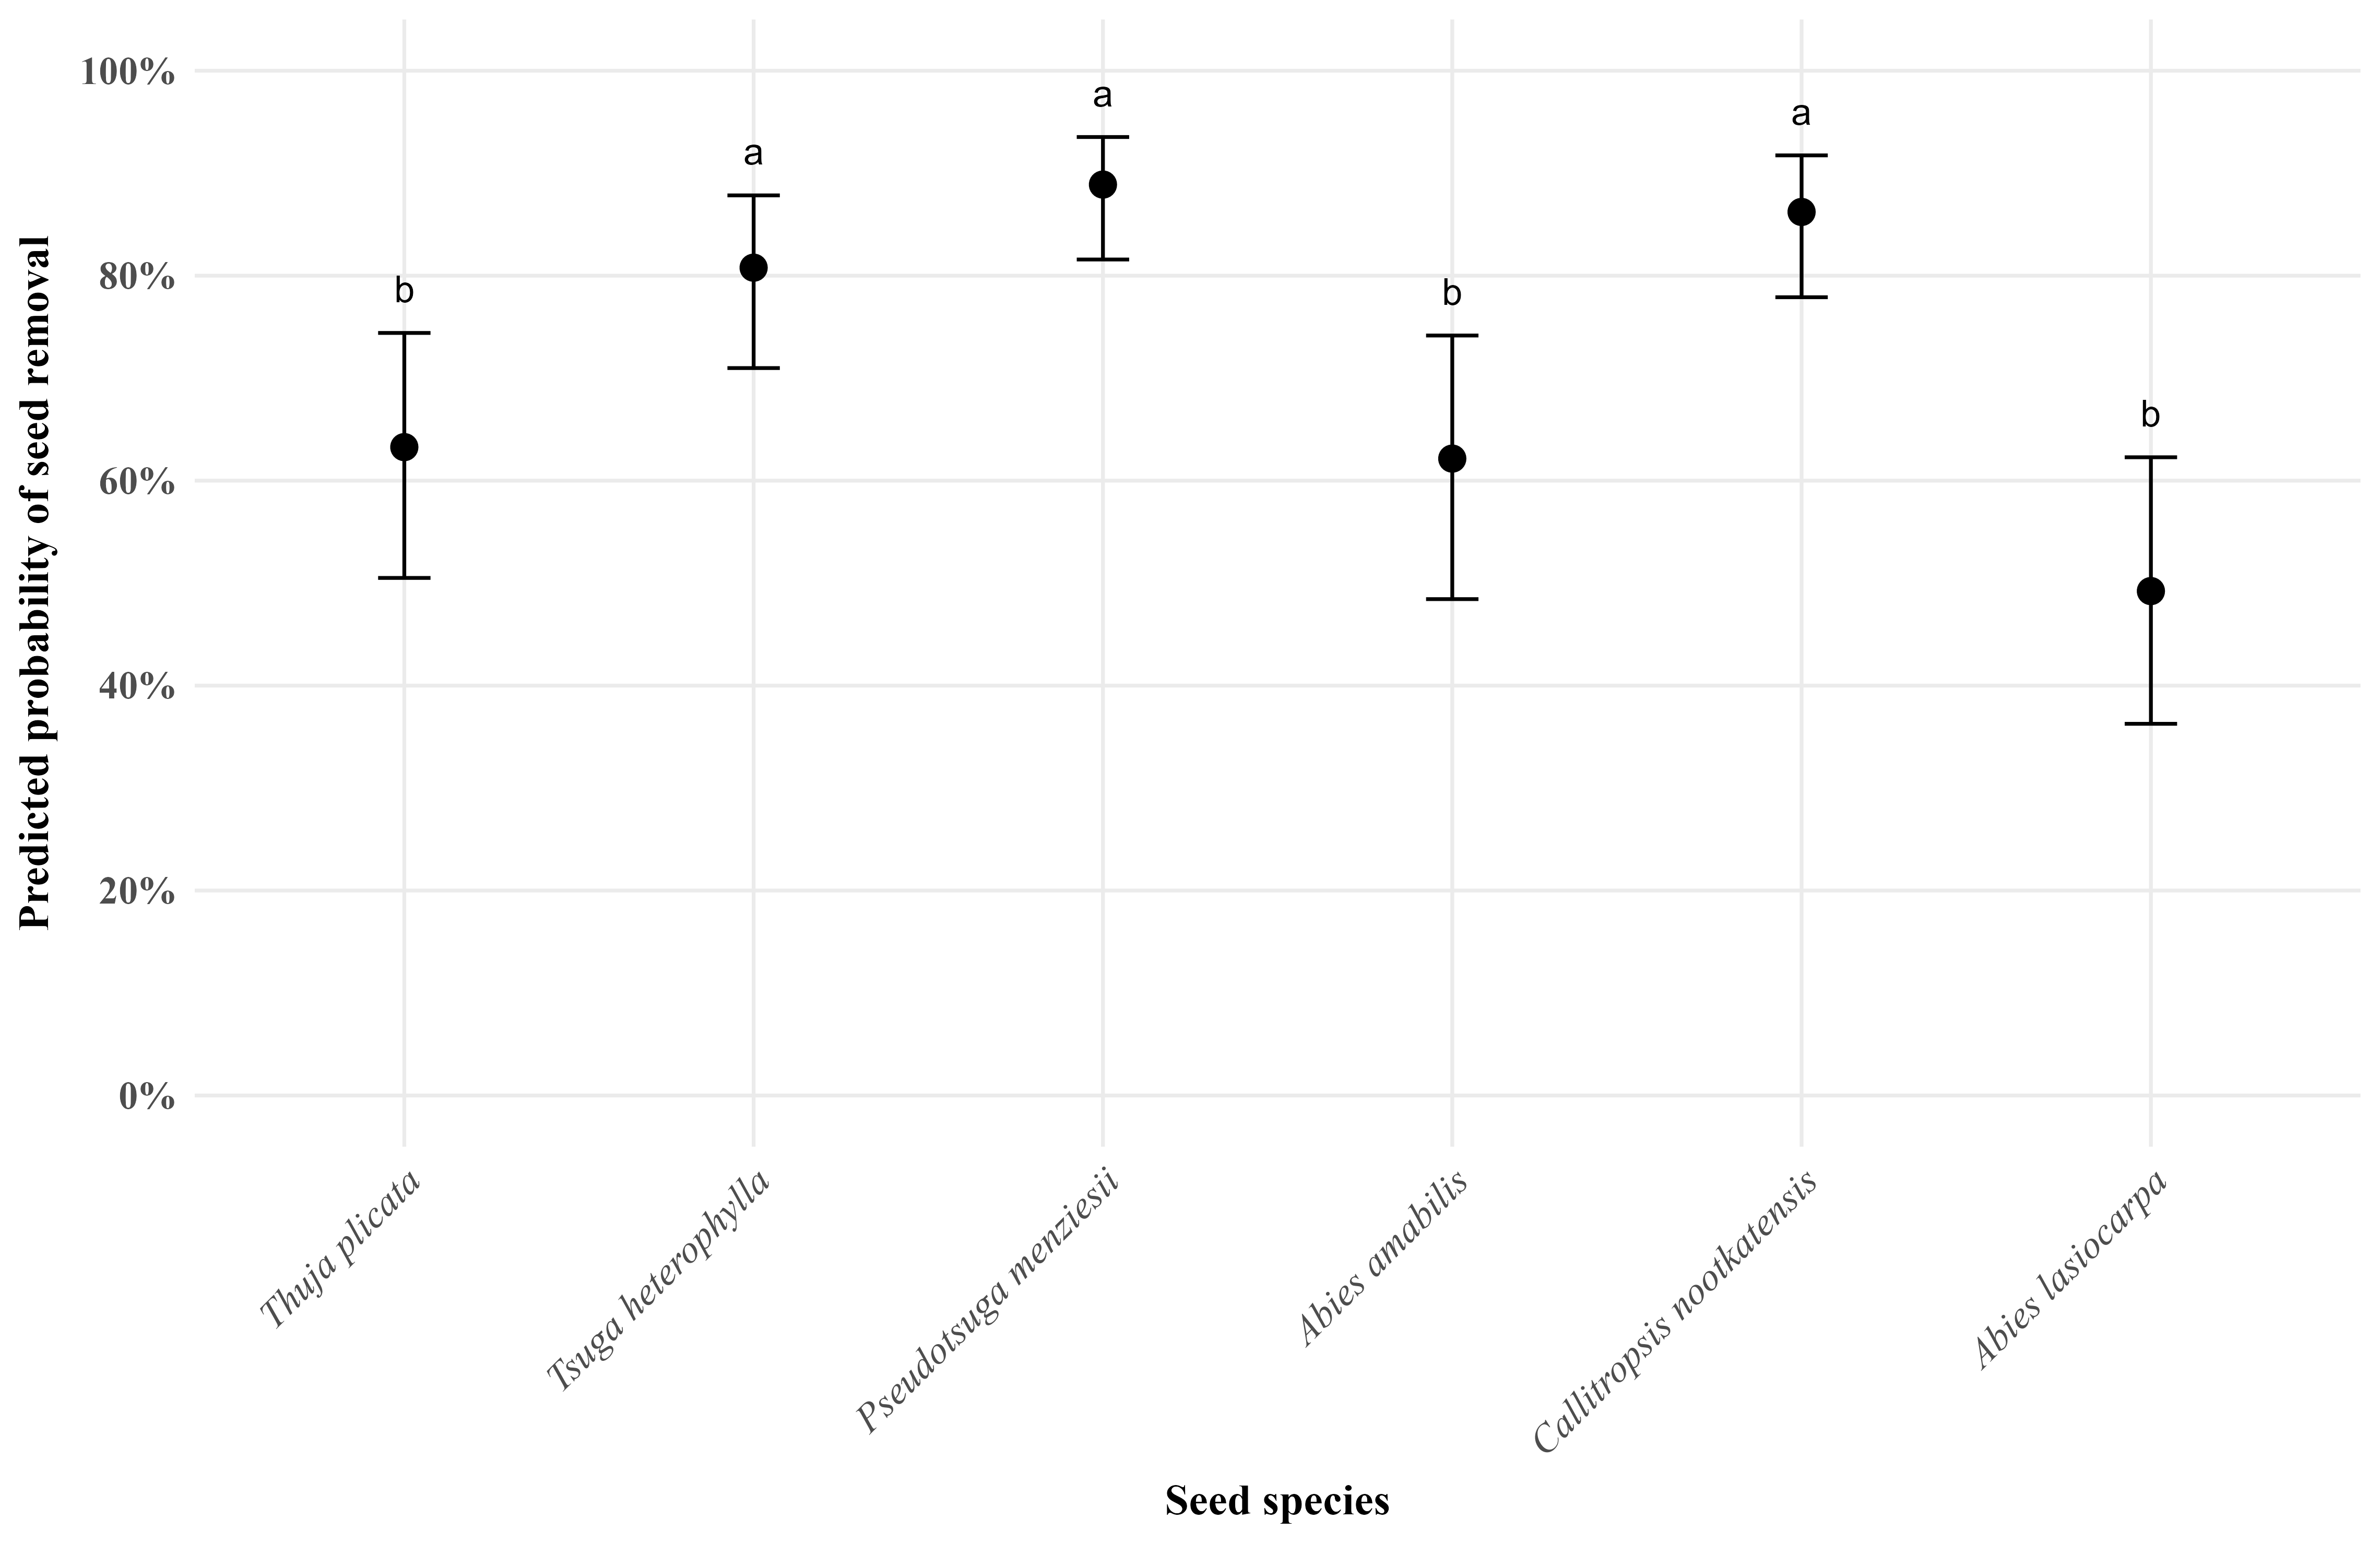 Predicted probability of seed removal
100%
80%
60%
40%
20%
0%
b
a
a
b
a
b
Thuja plicata
Tsuga heterophylla
Pseudotsuga menziesii
Abies amabilis
Callitropsis nootkatensis
Abies lasiocarpa
Seed species